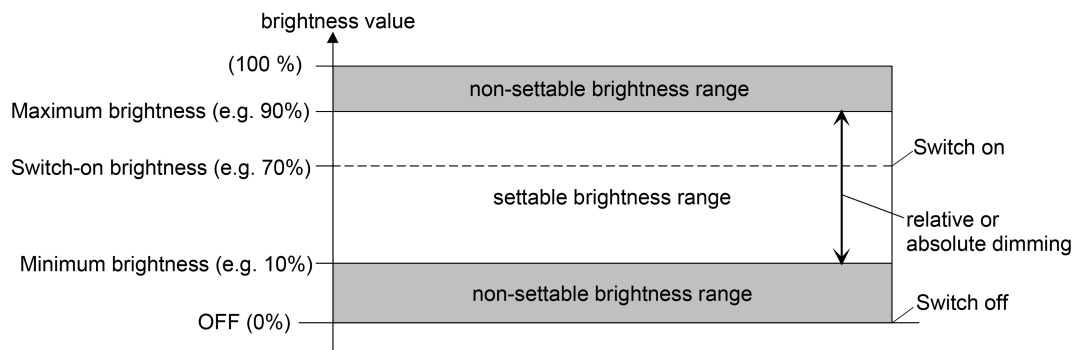 brightness value
(100 %)
non-settable brightness range
Maximum brightness (e.g. 90%)
Switch on
Switch-on brightness (e.g. 70%)
settable brightness range
relative or
absolute dimming
Minimum brightness (e.g. 10%)
non-settable brightness range
Switch off
OFF (0%)